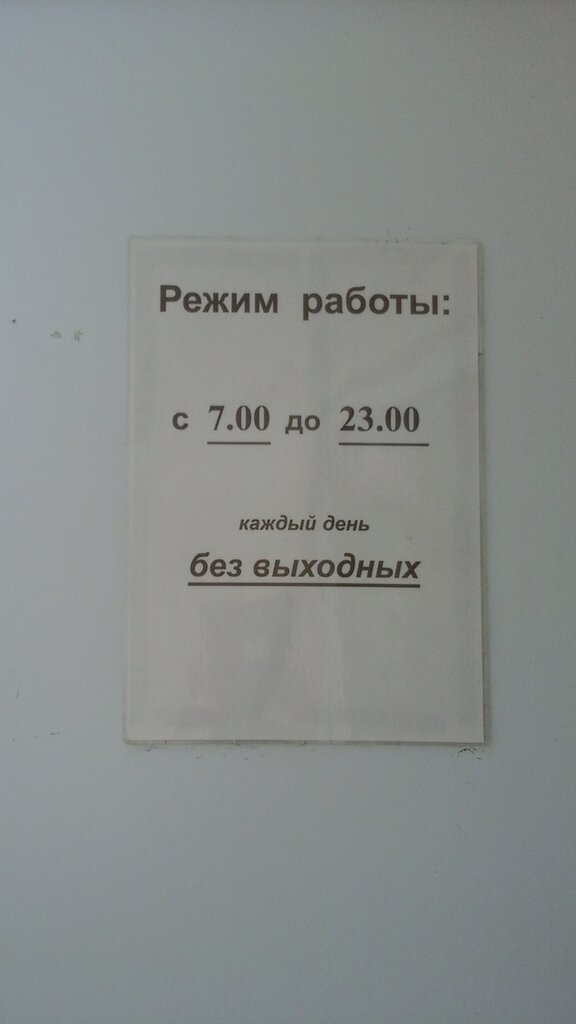 Режим работы:
с 7.00 до 23.00
каждый день
без выходных